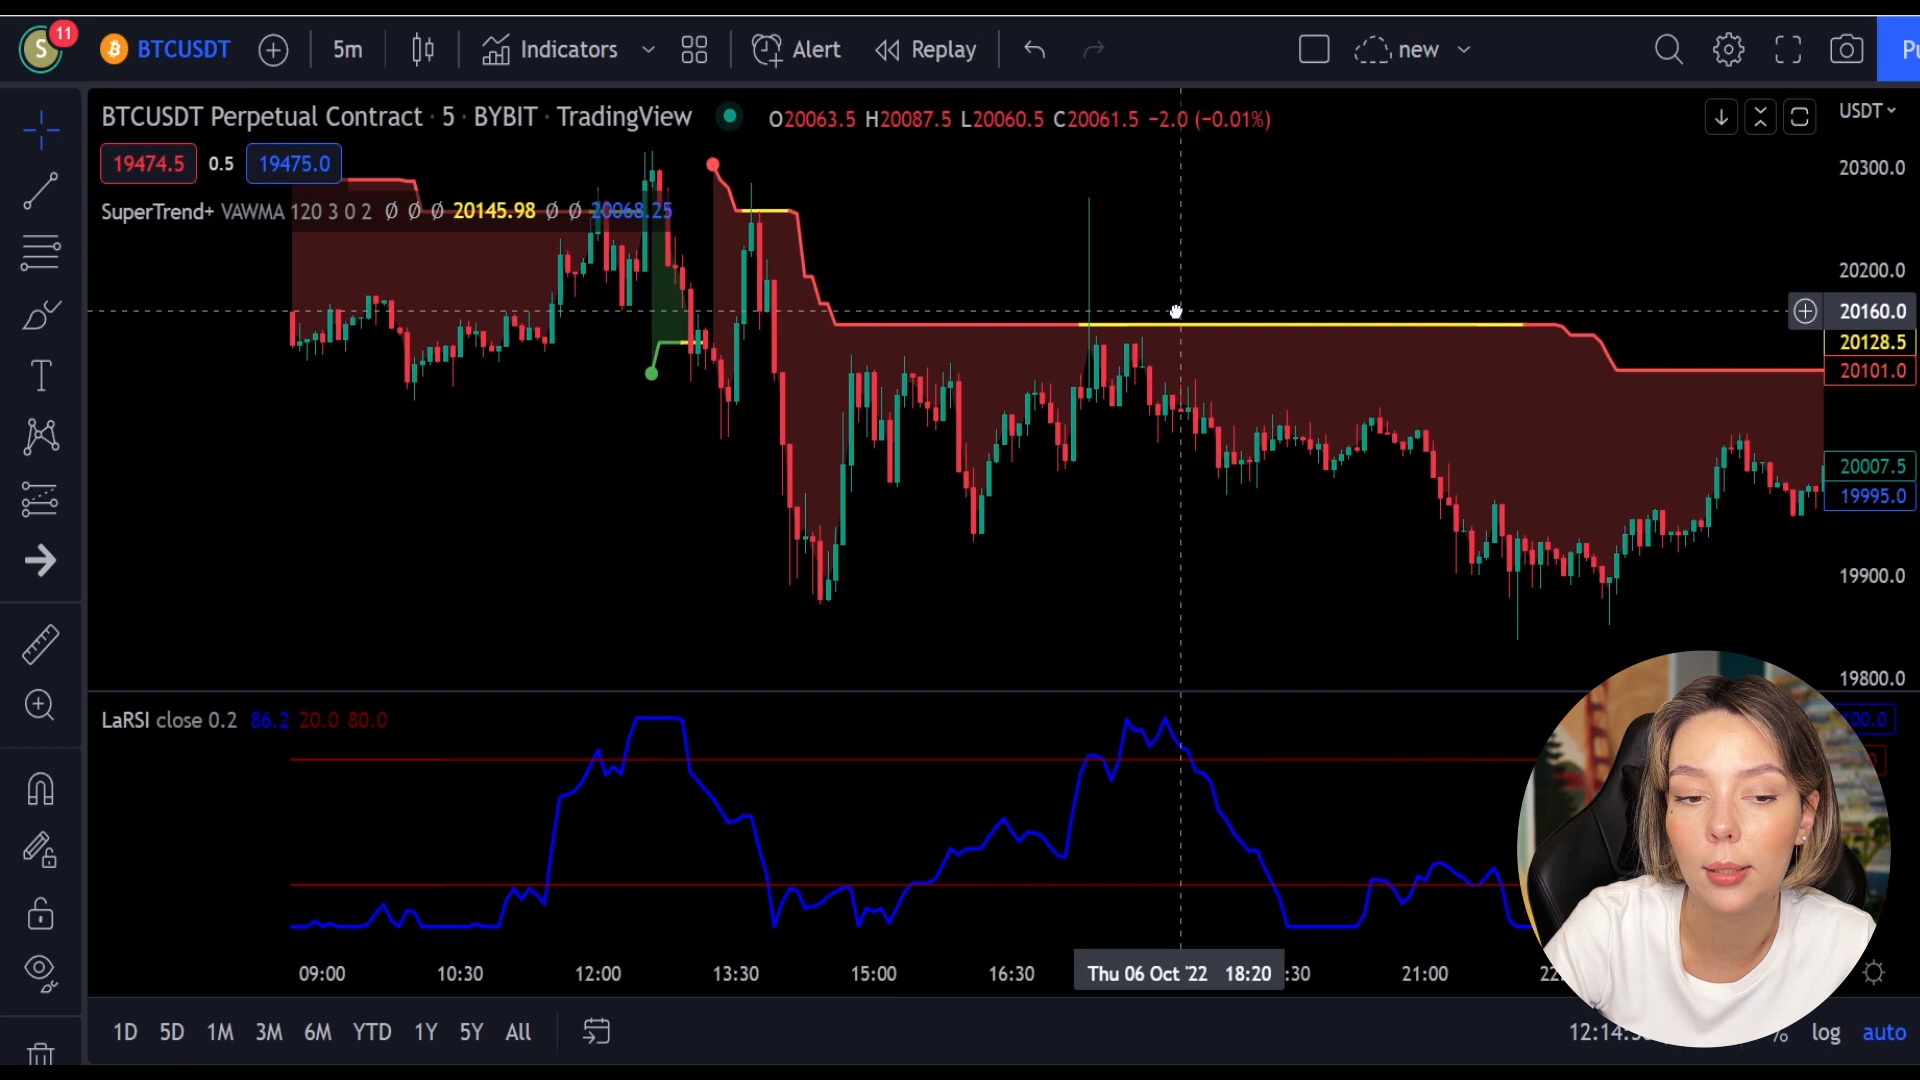 S 11 BTCUSDT 5m Indicators Alert Replay new Pu
BTCUSDT Perpetual Contract · 5 · BYBIT · TradingView O20063.5 H20087.5 L20060.5 C20061.5 −2.0 (−0.01%) USDT
19474.5 0.5 19475.0
20300.0
SuperTrend+ VAWMA 120 3 0 2 Ø Ø Ø 20145.98 Ø Ø 20068.25
20200.0
20160.0
20128.5
20101.0
20007.5
19995.0
19900.0
19800.0
LaRSI close 0.2 86.2 20.0 80.0
09:00 10:30 12:00 13:30 15:00 16:30 Thu 06 Oct '22 18:20 :30 21:00
1D 5D 1M 3M 6M YTD 1Y 5Y All % log auto